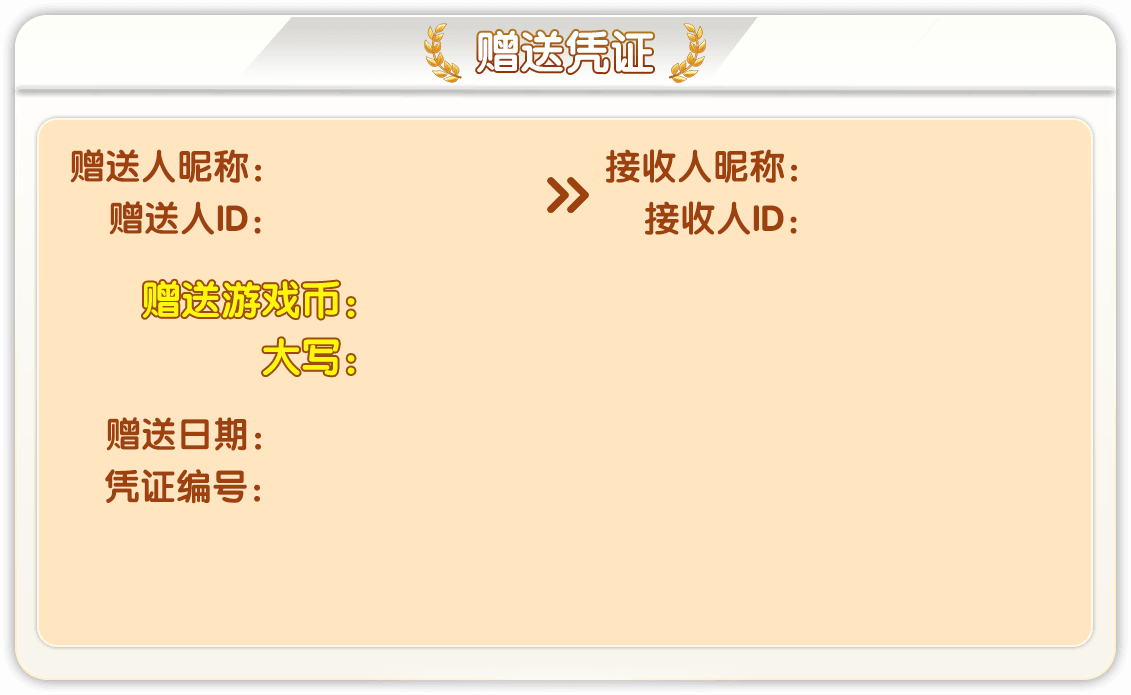 赠送凭证
赠送人昵称：
赠送人ID：
接收人昵称：
接收人ID：
赠送游戏币：
大写：
赠送日期：
凭证编号：